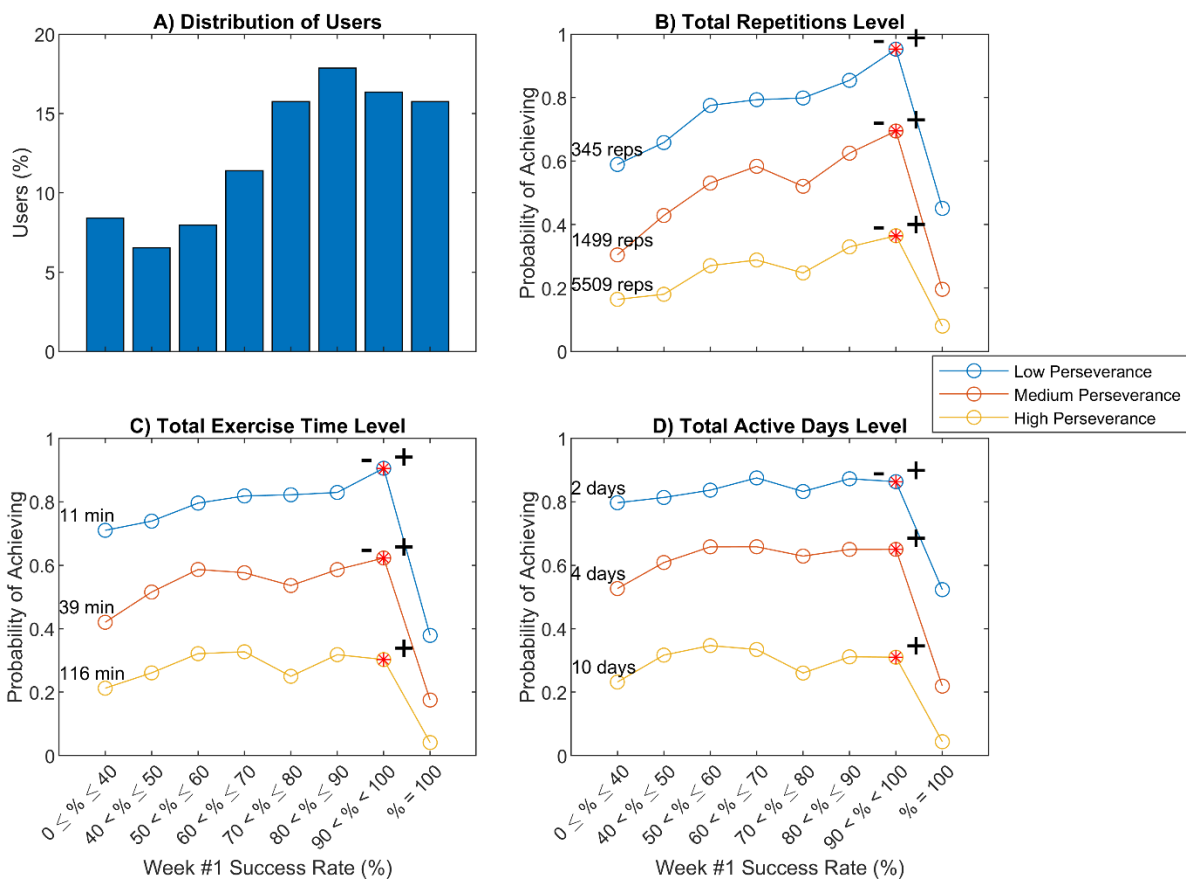 A) Distribution of Users
20
15
10
5
0
Users (%)
B) Total Repetitions Level
1
0.8
0.6
0.4
0.2
0
Probability of Achieving
345 reps
1499 reps
5509 reps
- +
- +
- +
Low Perseverance
Medium Perseverance
High Perseverance
C) Total Exercise Time Level
1
0.8
0.6
0.4
0.2
0
Probability of Achieving
11 min
39 min
116 min
- +
- +
+
0 ≤ % ≤ 40
40 < % ≤ 50
50 < % ≤ 60
60 < % ≤ 70
70 < % ≤ 80
80 < % ≤ 90
90 < % < 100
% = 100
Week #1 Success Rate (%)
D) Total Active Days Level
1
0.8
0.6
0.4
0.2
0
Probability of Achieving
2 days
4 days
10 days
- +
+
+
0 ≤ % ≤ 40
40 < % ≤ 50
50 < % ≤ 60
60 < % ≤ 70
70 < % ≤ 80
80 < % ≤ 90
90 < % < 100
% = 100
Week #1 Success Rate (%)